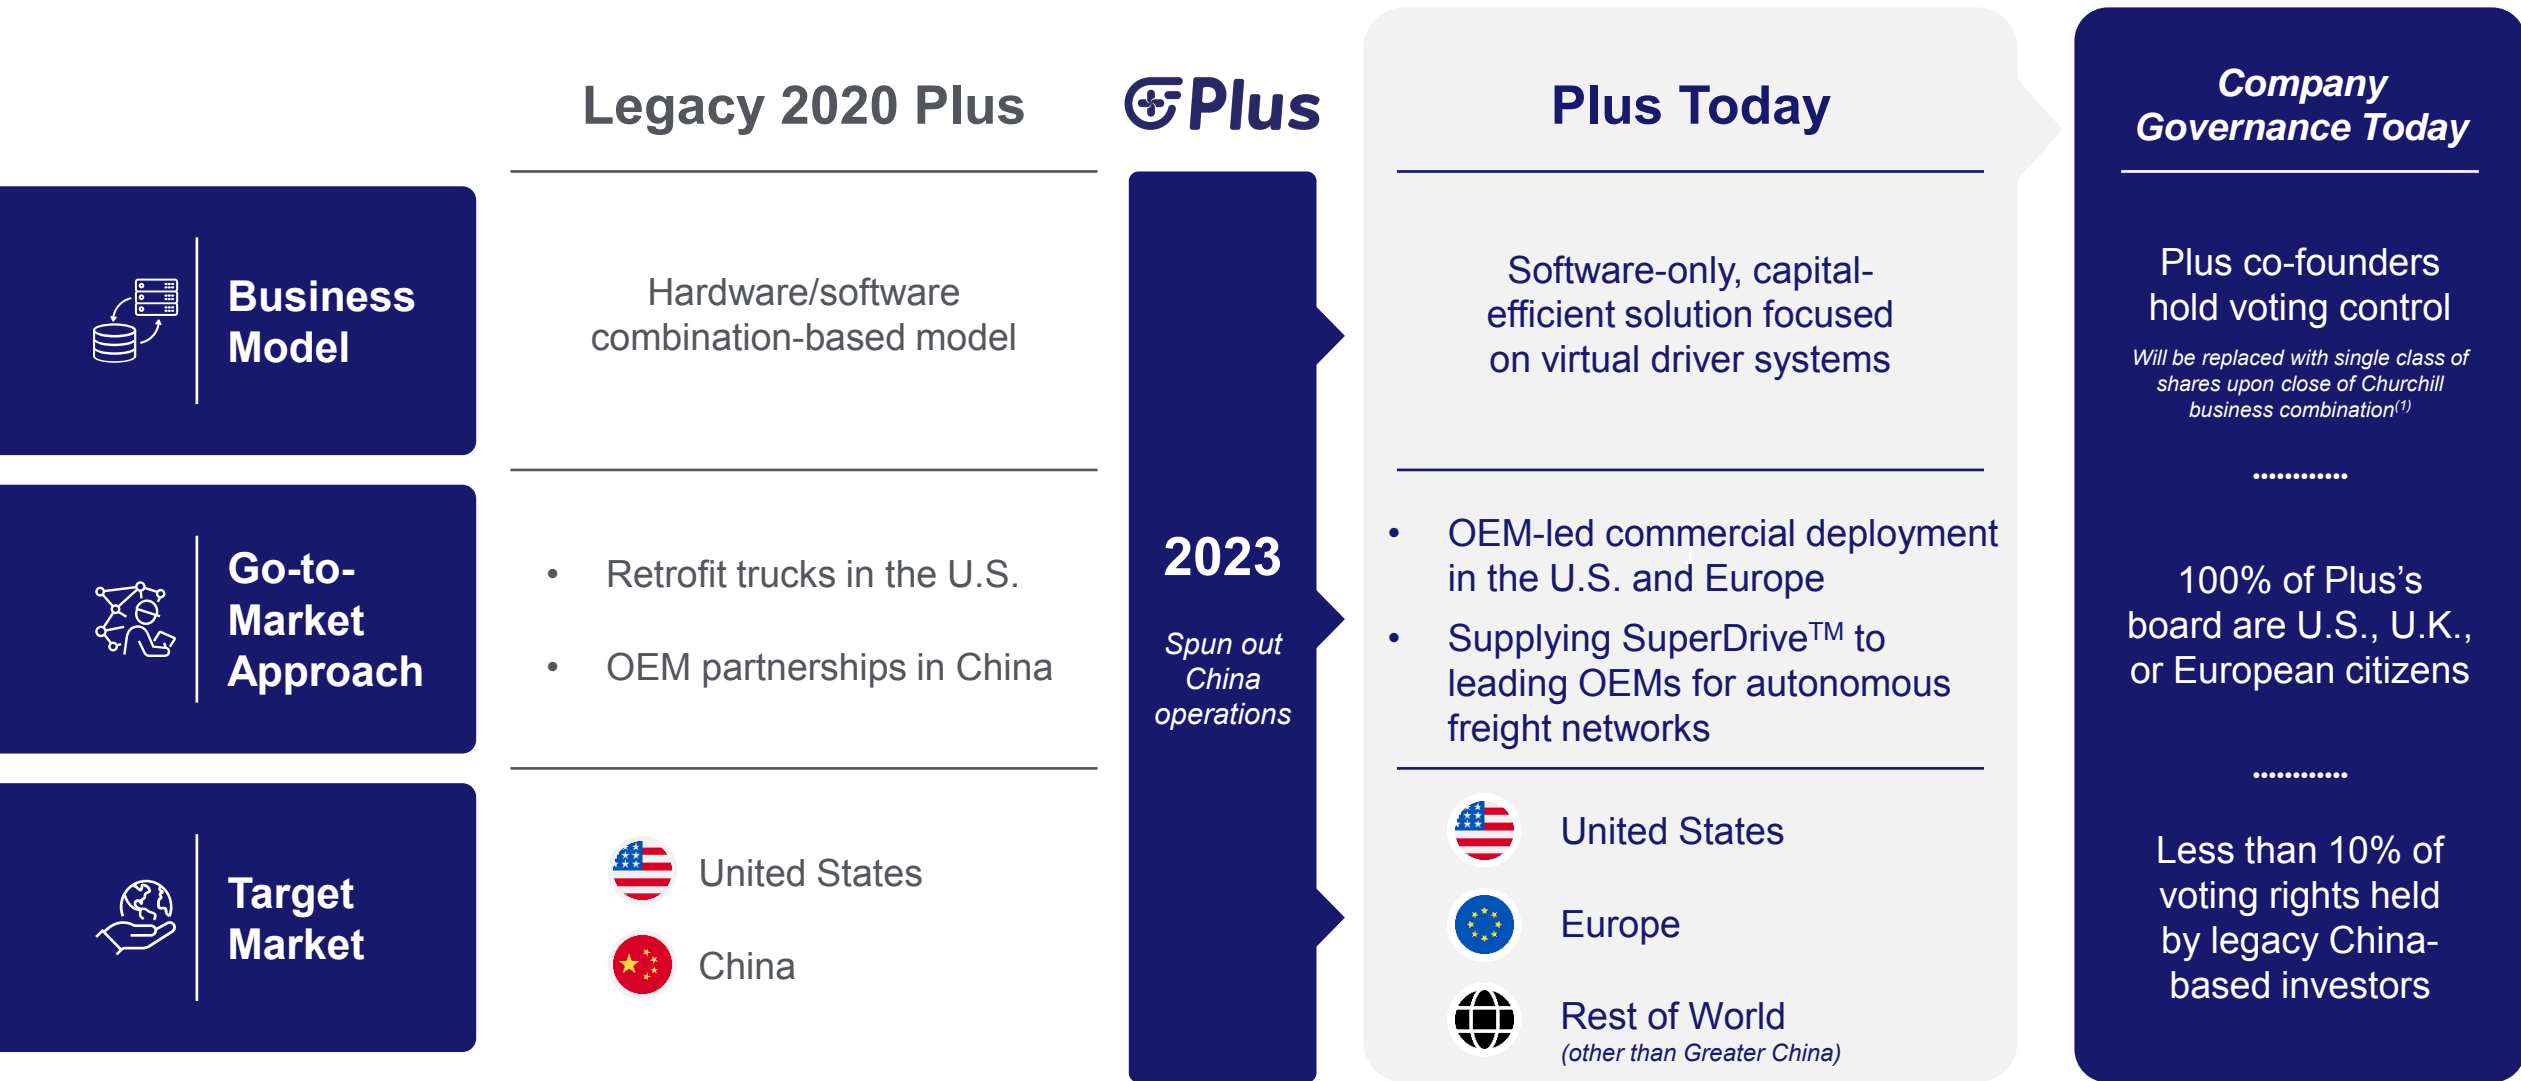 Legacy 2020 Plus
Plus
Plus Today
Company
Governance Today
Business
Model
Hardware/software
combination-based model
Software-only, capital-
efficient solution focused
on virtual driver systems
Plus co-founders
hold voting control
Will be replaced with single class of
shares upon close of Churchill
business combination(1)
Go-to-
Market
Approach
• Retrofit trucks in the U.S.
• OEM partnerships in China
2023
Spun out
China
operations
• OEM-led commercial deployment
in the U.S. and Europe
• Supplying SuperDrive™ to
leading OEMs for autonomous
freight networks
100% of Plus’s
board are U.S., U.K.,
or European citizens
Target
Market
United States
China
United States
Europe
Rest of World
(other than Greater China)
Less than 10% of
voting rights held
by legacy China-
based investors